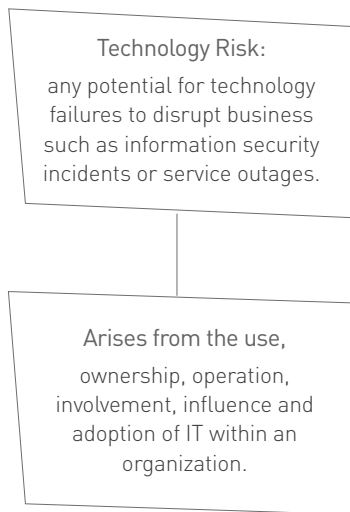 Technology Risk:
any potential for technology
failures to disrupt business
such as information security
incidents or service outages.
Arises from the use,
ownership, operation,
involvement, influence and
adoption of IT within an
organization.